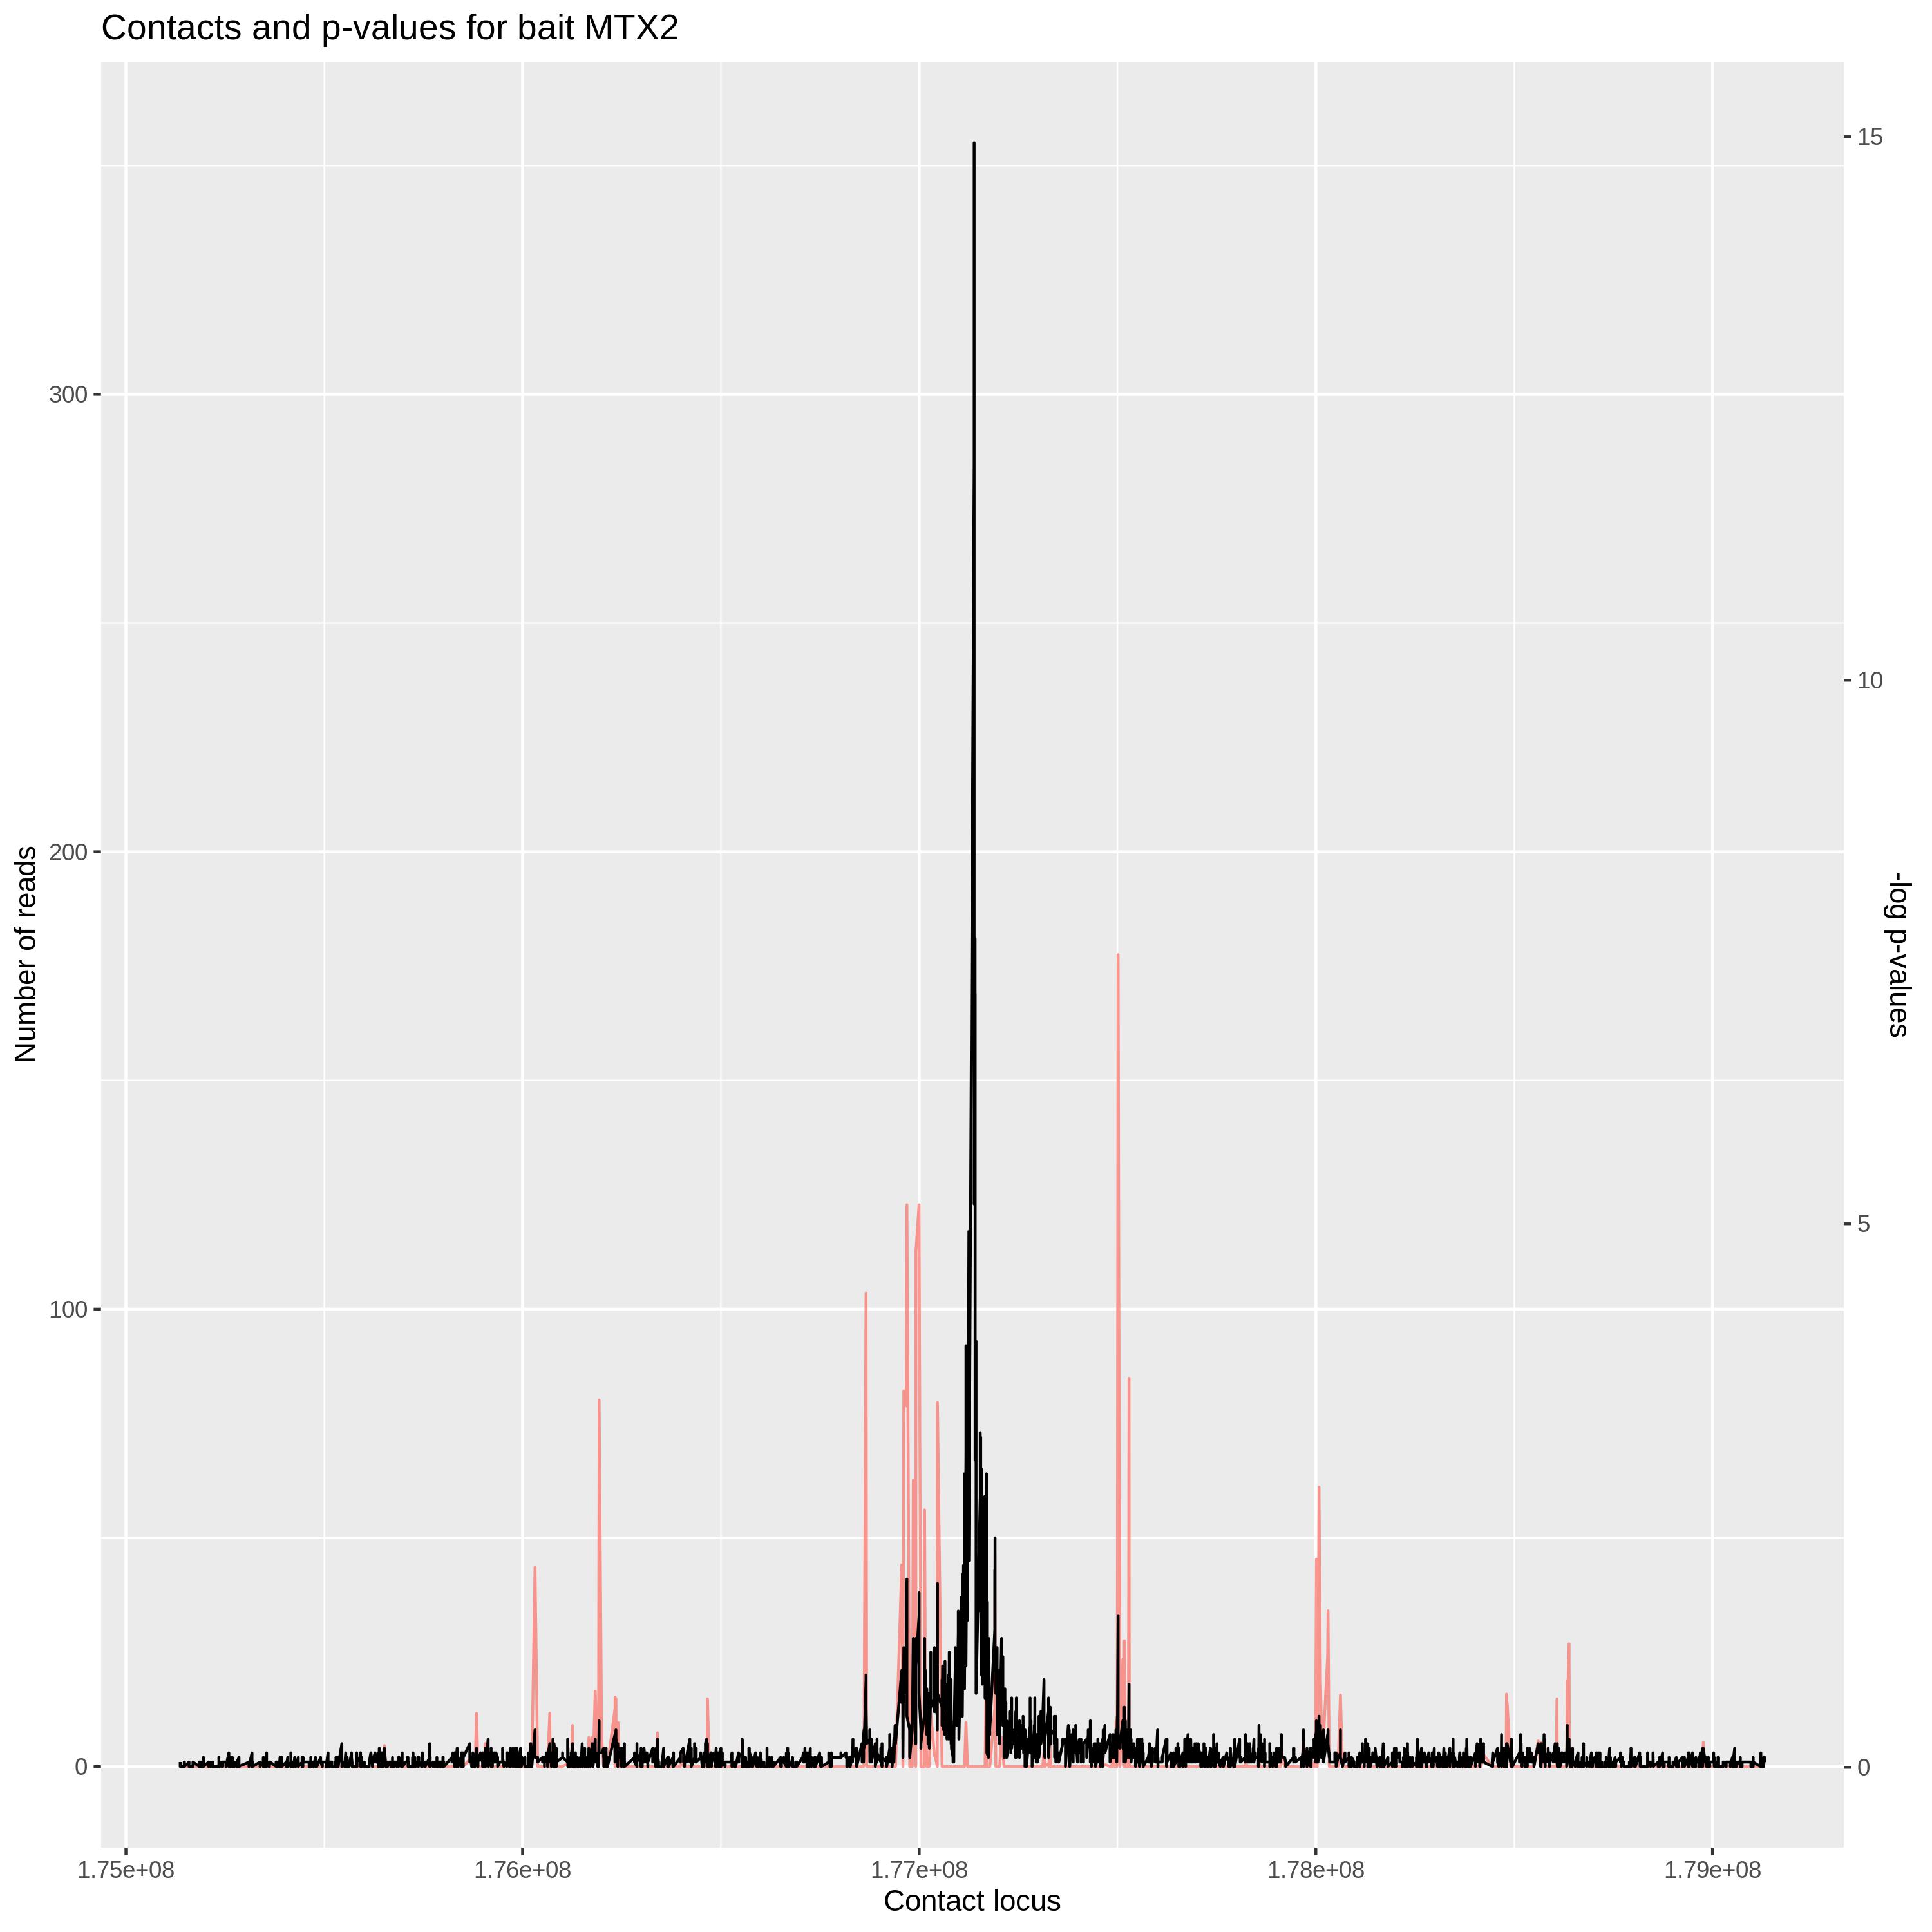 Contacts and p-values for bait MTX2
Number of reads
300
200
100
0
15
10
5
0
-log p-values
1.75e+08 1.76e+08 1.77e+08 1.78e+08 1.79e+08
Contact locus